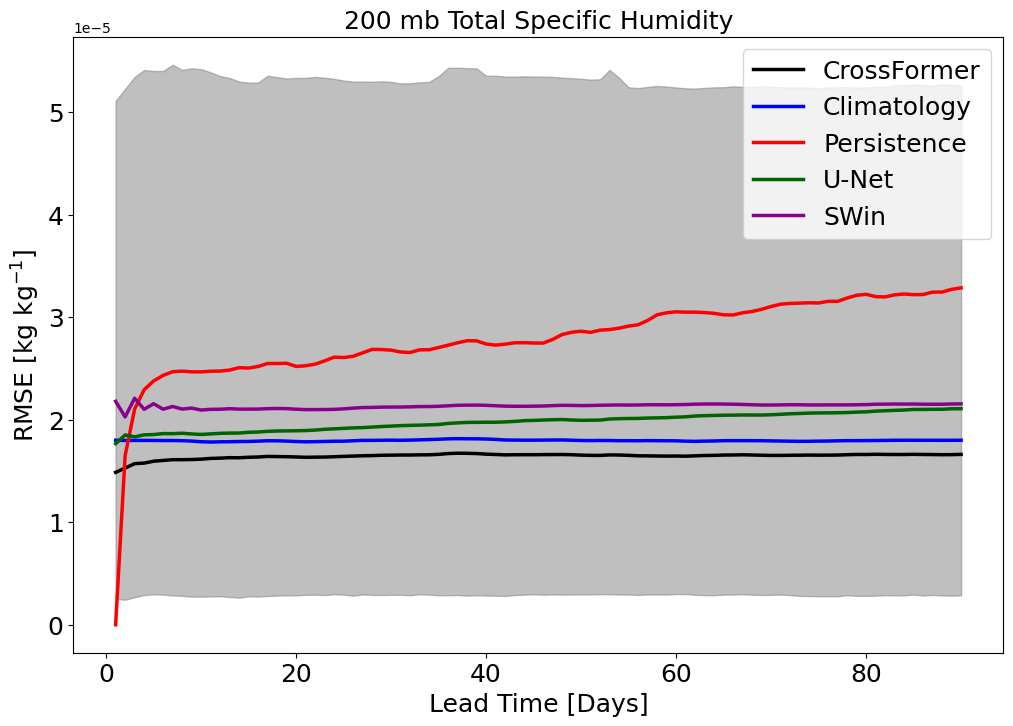 200 mb Total Specific Humidity
1e−5
CrossFormer
Climatology
Persistence
U-Net
SWin
5
4
3
2
1
0
RMSE [kg kg⁻¹]
0 20 40 60 80
Lead Time [Days]